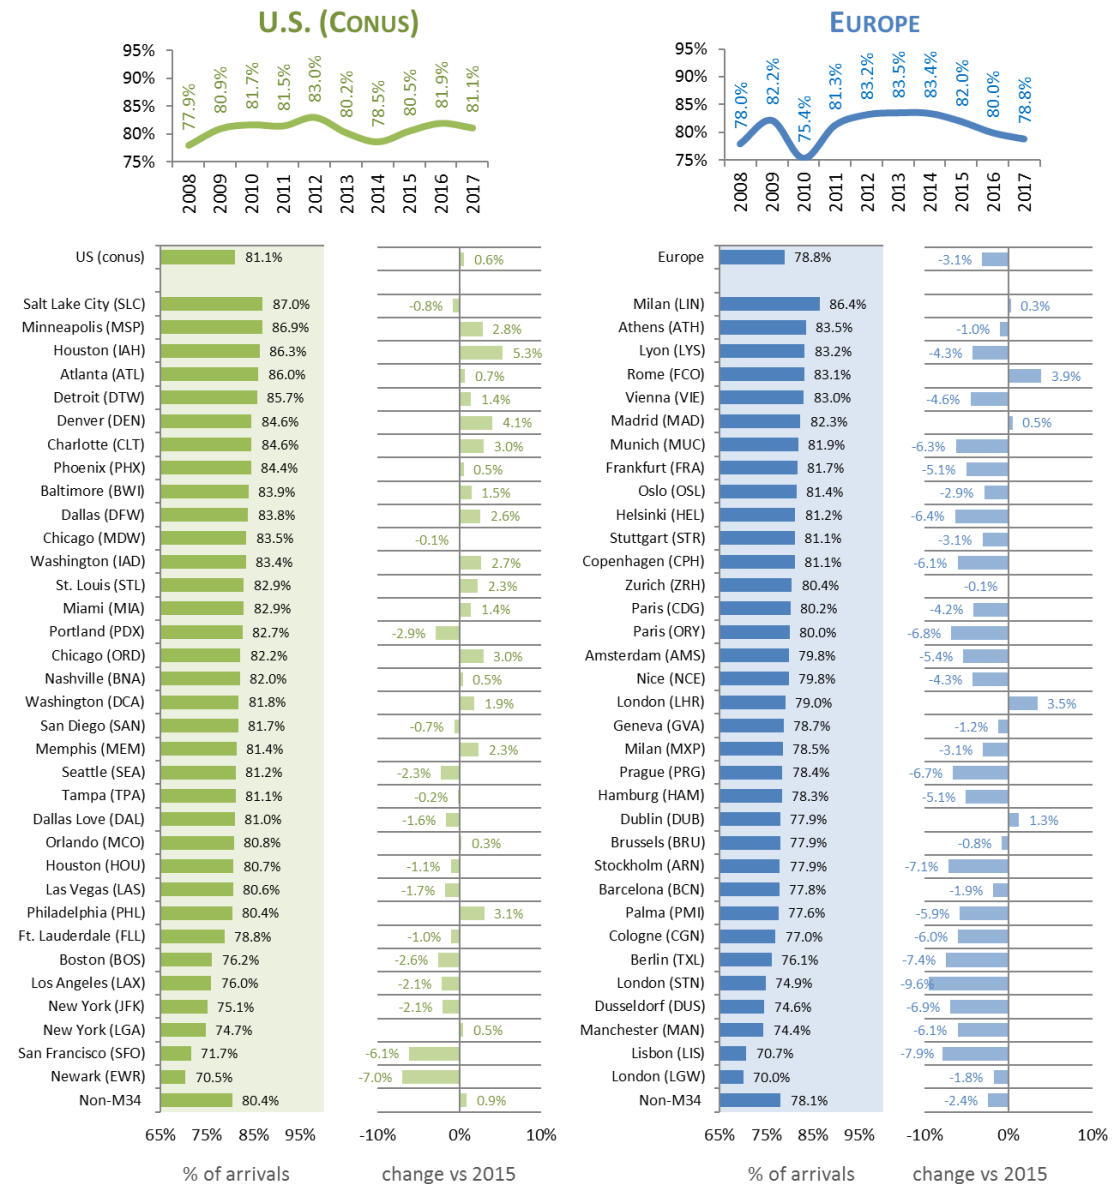 U.S. (CONUS)
EUROPE
95%
90%
85%
80%
75%
77.9%
80.9%
81.7%
81.5%
83.0%
80.2%
78.5%
80.5%
81.9%
81.1%
2008
2009
2010
2011
2012
2013
2014
2015
2016
2017
95%
90%
85%
80%
75%
78.0%
82.2%
75.4%
81.3%
83.2%
83.5%
83.4%
82.0%
80.0%
78.8%
2008
2009
2010
2011
2012
2013
2014
2015
2016
2017
US (conus) 81.1% 0.6%
Salt Lake City (SLC) 87.0% -0.8%
Minneapolis (MSP) 86.9% 2.8%
Houston (IAH) 86.3% 5.3%
Atlanta (ATL) 86.0% 0.7%
Detroit (DTW) 85.7% 1.4%
Denver (DEN) 84.6% 4.1%
Charlotte (CLT) 84.6% 3.0%
Phoenix (PHX) 84.4% 0.5%
Baltimore (BWI) 83.9% 1.5%
Dallas (DFW) 83.8% 2.6%
Chicago (MDW) 83.5% -0.1%
Washington (IAD) 83.4% 2.7%
St. Louis (STL) 82.9% 2.3%
Miami (MIA) 82.9% 1.4%
Portland (PDX) 82.7% -2.9%
Chicago (ORD) 82.2% 3.0%
Nashville (BNA) 82.0% 0.5%
Washington (DCA) 81.8% 1.9%
San Diego (SAN) 81.7% -0.7%
Memphis (MEM) 81.4% 2.3%
Seattle (SEA) 81.2% -2.3%
Tampa (TPA) 81.1% -0.2%
Dallas Love (DAL) 81.0% -1.6%
Orlando (MCO) 80.8% 0.3%
Houston (HOU) 80.7% -1.1%
Las Vegas (LAS) 80.6% -1.7%
Philadelphia (PHL) 80.4% 3.1%
Ft. Lauderdale (FLL) 78.8% -1.0%
Boston (BOS) 76.2% -2.6%
Los Angeles (LAX) 76.0% -2.1%
New York (JFK) 75.1% -2.1%
New York (LGA) 74.7% 0.5%
San Francisco (SFO) 71.7% -6.1%
Newark (EWR) 70.5% -7.0%
Non-M34 80.4% 0.9%
65% 75% 85% 95% -10% 0% 10%
% of arrivals change vs 2015
Europe 78.8% -3.1%
Milan (LIN) 86.4% 0.3%
Athens (ATH) 83.5% -1.0%
Lyon (LYS) 83.2% -4.3%
Rome (FCO) 83.1% 3.9%
Vienna (VIE) 83.0% -4.6%
Madrid (MAD) 82.3% 0.5%
Munich (MUC) 81.9% -6.3%
Frankfurt (FRA) 81.7% -5.1%
Oslo (OSL) 81.4% -2.9%
Helsinki (HEL) 81.2% -6.4%
Stuttgart (STR) 81.1% -3.1%
Copenhagen (CPH) 81.1% -6.1%
Zurich (ZRH) 80.4% -0.1%
Paris (CDG) 80.2% -4.2%
Paris (ORY) 80.0% -6.8%
Amsterdam (AMS) 79.8% -5.4%
Nice (NCE) 79.8% -4.3%
London (LHR) 79.0% 3.5%
Geneva (GVA) 78.7% -1.2%
Milan (MXP) 78.5% -3.1%
Prague (PRG) 78.4% -6.7%
Hamburg (HAM) 78.3% -5.1%
Dublin (DUB) 77.9% 1.3%
Brussels (BRU) 77.9% -0.8%
Stockholm (ARN) 77.9% -7.1%
Barcelona (BCN) 77.8% -1.9%
Palma (PMI) 77.6% -5.9%
Cologne (CGN) 77.0% -6.0%
Berlin (TXL) 76.1% -7.4%
London (STN) 74.9% -9.6%
Dusseldorf (DUS) 74.6% -6.9%
Manchester (MAN) 74.4% -6.1%
Lisbon (LIS) 70.7% -7.9%
London (LGW) 70.0% -1.8%
Non-M34 78.1% -2.4%
65% 75% 85% 95% -10% 0% 10%
% of arrivals change vs 2015